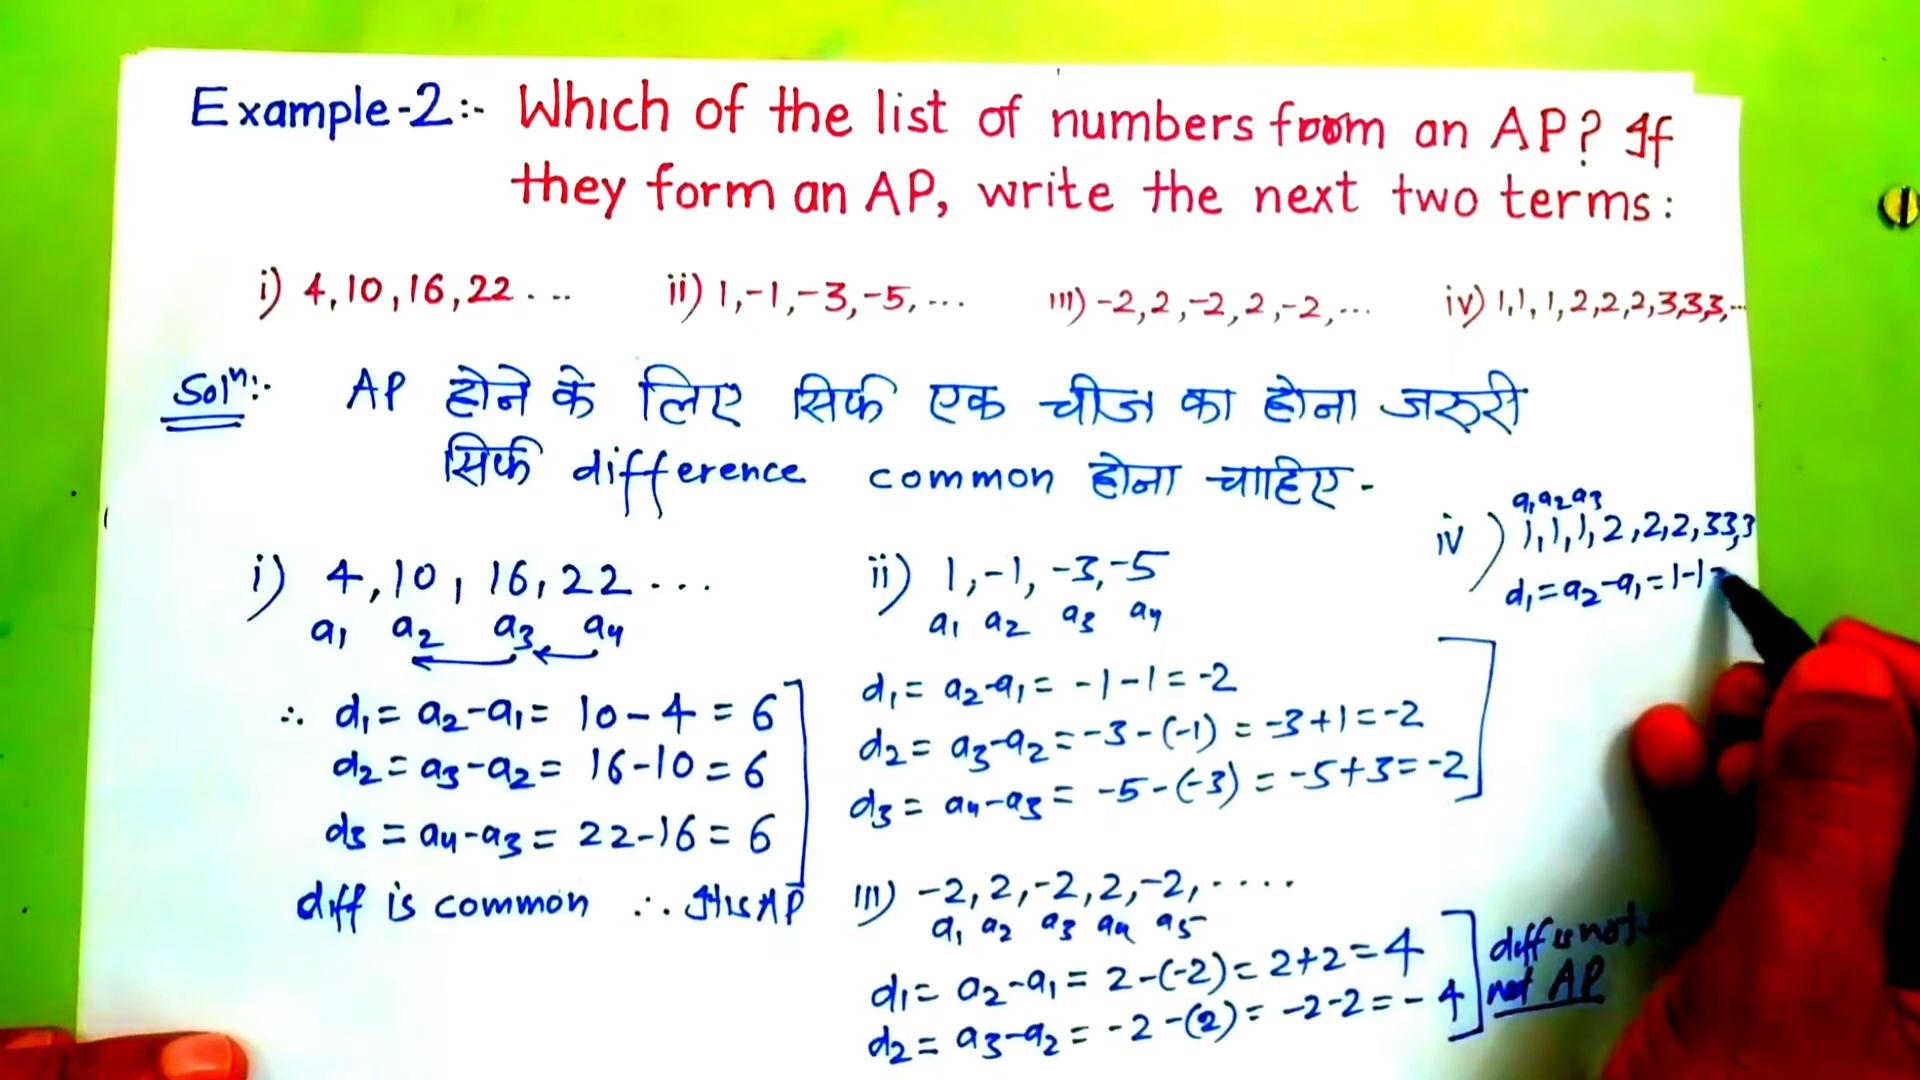 Example-2:- Which of the list of numbers from an AP? If
they form an AP, write the next two terms:
i) 4,10,16,22 ... ii) 1,-1,-3,-5, ... iii) -2,2,-2,2,-2, ... iv) 1,1,1,2,2,2,3,3,3,...
Solⁿ:- AP होने के लिए सिर्फ एक चीज का होना जरुरी
सिर्फ difference common होना चाहिए -
i) 4,10,16,22 ...
a₁ a₂ a₃ a₄
∴ d₁ = a₂-a₁ = 10-4 = 6
d₂ = a₃-a₂ = 16-10 = 6
d₃ = a₄-a₃ = 22-16 = 6
diff is common ∴ It is AP
ii) 1,-1,-3,-5
a₁ a₂ a₃ a₄
d₁ = a₂-a₁ = -1-1 = -2
d₂ = a₃-a₂ = -3-(-1) = -3+1 = -2
d₃ = a₄-a₃ = -5-(-3) = -5+3 = -2
iii) -2,2,-2,2,-2, ....
a₁ a₂ a₃ a₄ a₅
d₁ = a₂-a₁ = 2-(-2) = 2+2 = 4
d₂ = a₃-a₂ = -2-(2) = -2-2 = -4
diff is not
not AP
a₁ a₂ a₃
iv) 1,1,1,2,2,2,33,3
d₁ = a₂-a₁ = 1-1=